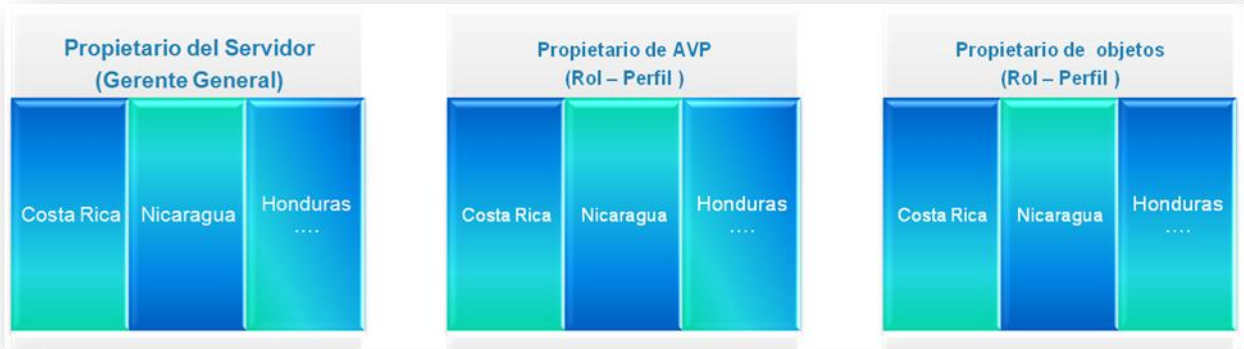 Propietario del Servidor
(Gerente General)
Costa Rica
Nicaragua
Honduras
....
Propietario de AVP
(Rol – Perfil )
Costa Rica
Nicaragua
Honduras
....
Propietario de objetos
(Rol – Perfil )
Costa Rica
Nicaragua
Honduras
....